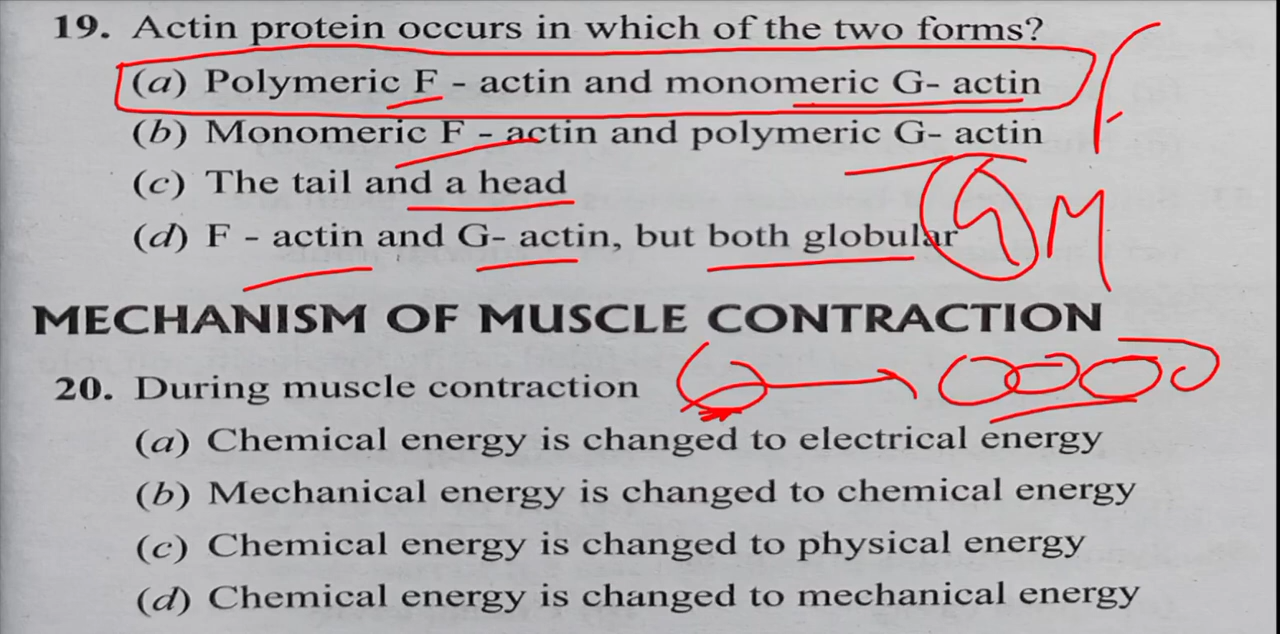 19. Actin protein occurs in which of the two forms?
(a) Polymeric F - actin and monomeric G- actin
(b) Monomeric F - actin and polymeric G- actin
(c) The tail and a head
(d) F - actin and G- actin, but both globular
G M
MECHANISM OF MUSCLE CONTRACTION
20. During muscle contraction
(a) Chemical energy is changed to electrical energy
(b) Mechanical energy is changed to chemical energy
(c) Chemical energy is changed to physical energy
(d) Chemical energy is changed to mechanical energy